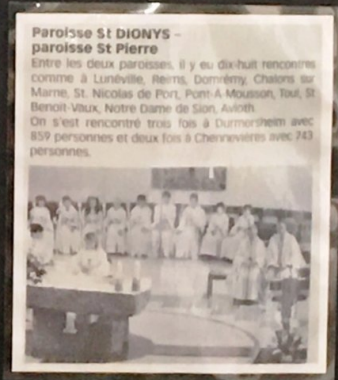 Paroisse St DIONYS –
paroisse St Pierre
Entre les deux paroisses, il y eu dix-huit rencontres
comme à Lunéville, Reims, Domrémy, Chalons sur
Marne, St. Nicolas de Port, Pont-A-Mousson, Toul, St
Benoit-Vaux, Notre Dame de Sion, Avioth.
On s'est rencontré trois fois à Durmersheim avec
859 personnes et deux fois à Chennevières avec 743
personnes.